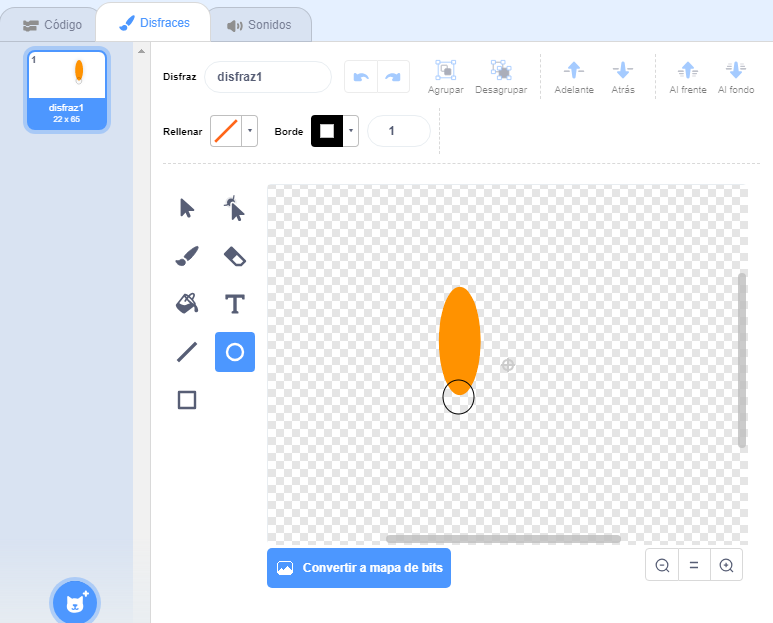 Código
Disfraces
Sonidos
1
disfraz1
22 x 65
Disfraz
disfraz1
Agrupar
Desagrupar
Adelante
Atrás
Al frente
Al fondo
Rellenar
Borde
1
T
Convertir a mapa de bits